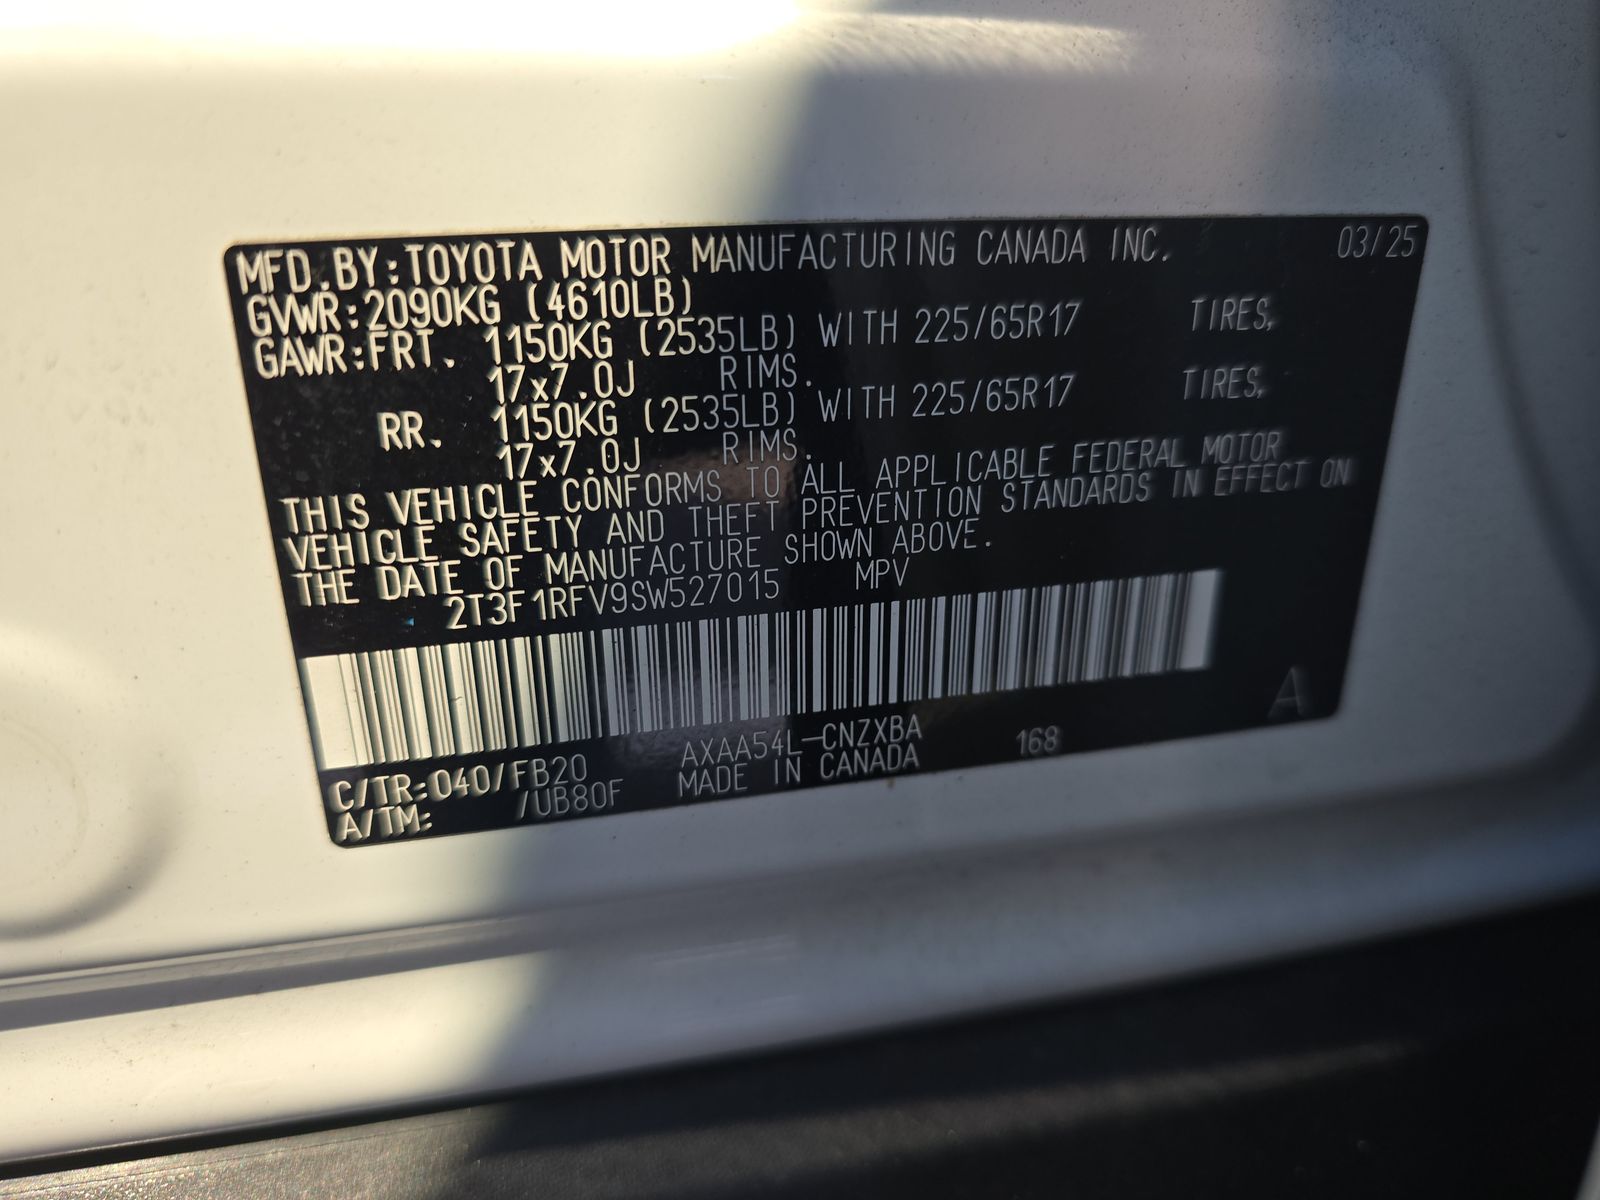 MFD.BY:TOYOTA MOTOR MANUFACTURING CANADA INC. 03/25
GVWR:2090KG (4610LB)
GAWR:FRT. 1150KG (2535LB) WITH 225/65R17 TIRES,
17x7.0J RIMS.
RR. 1150KG (2535LB) WITH 225/65R17 TIRES,
17x7.0J RIMS.
THIS VEHICLE CONFORMS TO ALL APPLICABLE FEDERAL MOTOR
VEHICLE SAFETY AND THEFT PREVENTION STANDARDS IN EFFECT ON
THE DATE OF MANUFACTURE SHOWN ABOVE.
2T3F1RFV9SW527015 MPV
A
C/TR:040/FB20 AXAA54L-CNZXBA 168
A/TM: /UB80F MADE IN CANADA